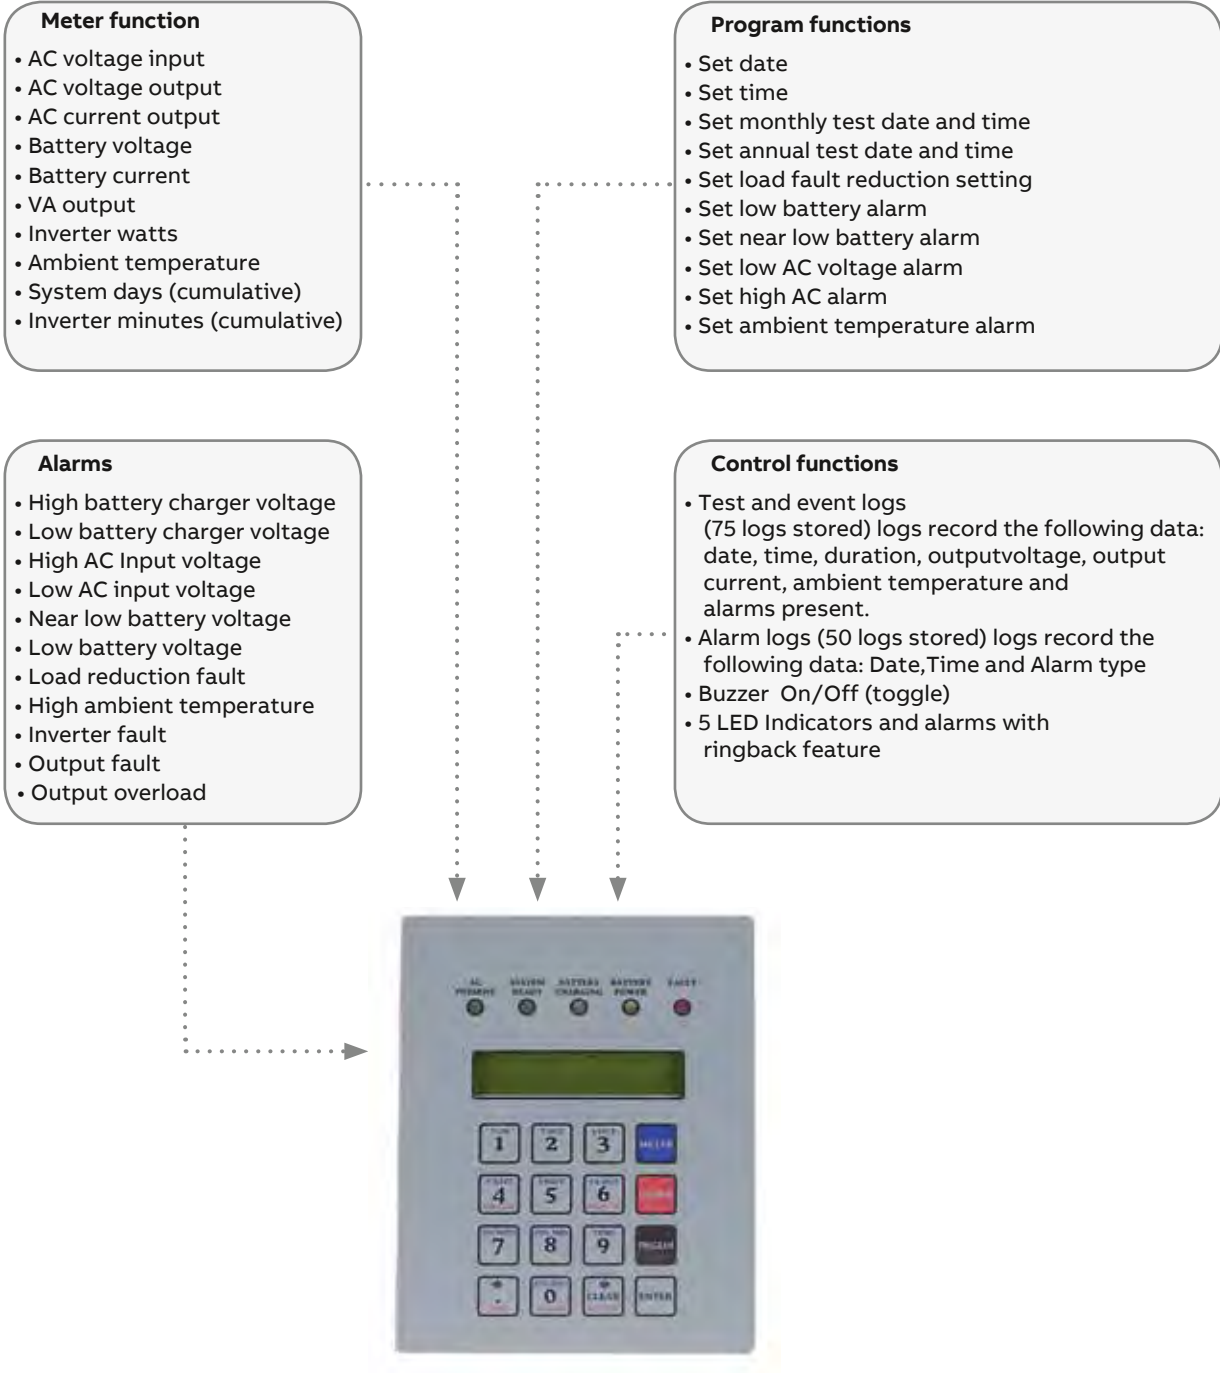 Meter function
• AC voltage input
• AC voltage output
• AC current output
• Battery voltage
• Battery current
• VA output
• Inverter watts
• Ambient temperature
• System days (cumulative)
• Inverter minutes (cumulative)
Program functions
• Set date
• Set time
• Set monthly test date and time
• Set annual test date and time
• Set load fault reduction setting
• Set low battery alarm
• Set near low battery alarm
• Set low AC voltage alarm
• Set high AC alarm
• Set ambient temperature alarm
Alarms
• High battery charger voltage
• Low battery charger voltage
• High AC Input voltage
• Low AC input voltage
• Near low battery voltage
• Low battery voltage
• Load reduction fault
• High ambient temperature
• Inverter fault
• Output fault
• Output overload
Control functions
• Test and event logs
(75 logs stored) logs record the following data:
date, time, duration, outputvoltage, output
current, ambient temperature and
alarms present.
• Alarm logs (50 logs stored) logs record the
following data: Date,Time and Alarm type
• Buzzer On/Off (toggle)
• 5 LED Indicators and alarms with
ringback feature
AC SYSTEM BATTERY BATTERY FAULT
PRESENT READY CHARGING POWER
1 2 3 METER
4 5 6
7 8 9
. 0 CLEAR ENTER